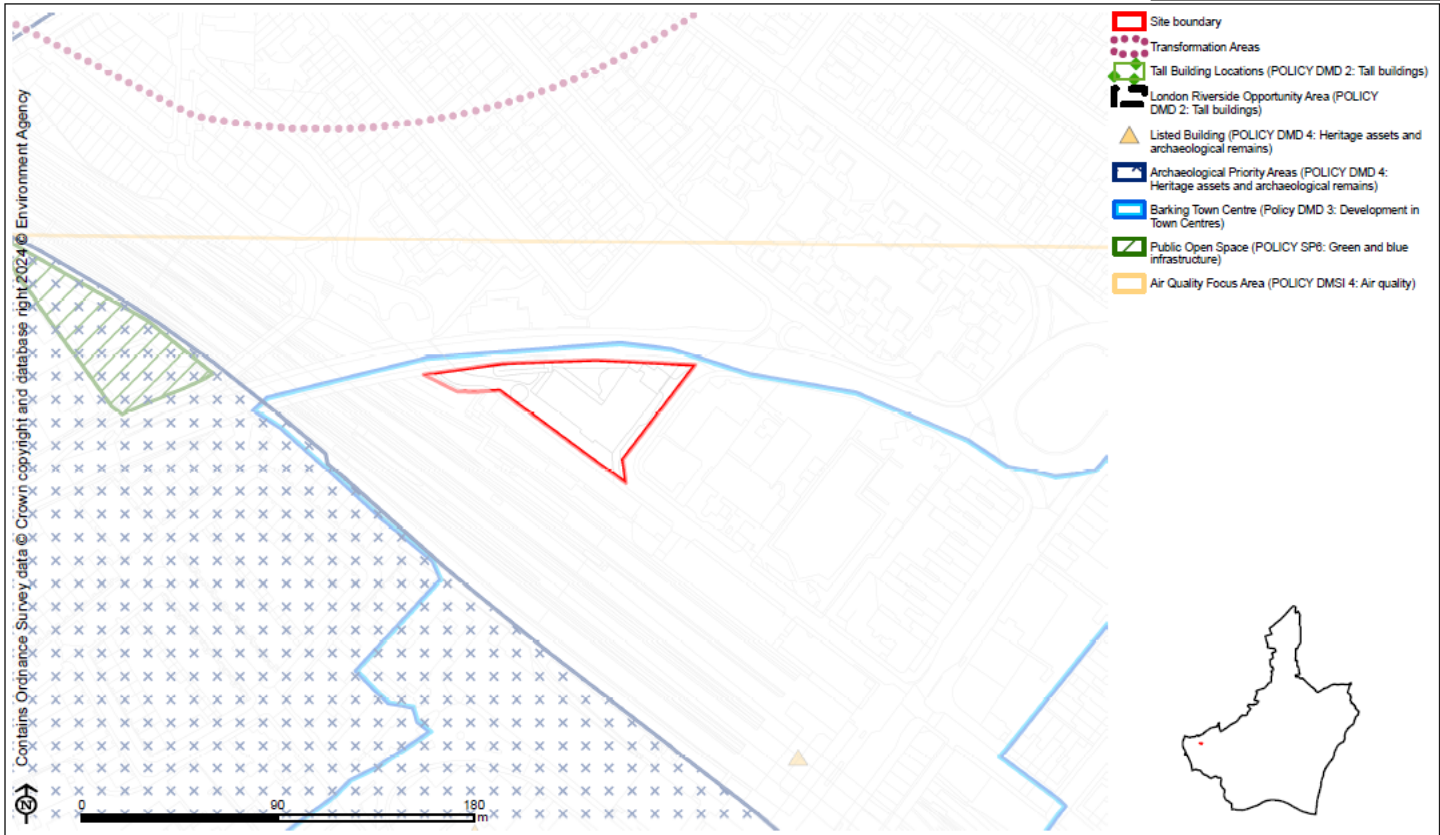 Site boundary
Transformation Areas
Tall Building Locations (POLICY DMD 2: Tall buildings)
London Riverside Opportunity Area (POLICY
DMD 2: Tall buildings)
Listed Building (POLICY DMD 4: Heritage assets and
archaeological remains)
Archaeological Priority Areas (POLICY DMD 4:
Heritage assets and archaeological remains)
Barking Town Centre (Policy DMD 3: Development in
Town Centres)
Public Open Space (POLICY SP6: Green and blue
infrastructure)
Air Quality Focus Area (POLICY DMSI 4: Air quality)
Contains Ordnance Survey data © Crown copyright and database right 2024 © Environment Agency
N
0 90 180
m